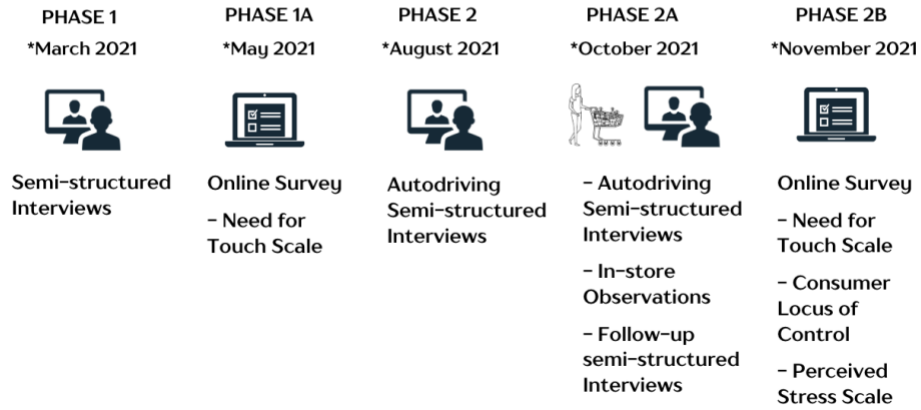 PHASE 1
*March 2021
Semi-structured
Interviews
PHASE 1A
*May 2021
Online Survey
- Need for
Touch Scale
PHASE 2
*August 2021
Autodriving
Semi-structured
Interviews
PHASE 2A
*October 2021
- Autodriving
Semi-structured
Interviews
- In-store
Observations
- Follow-up
semi-structured
Interviews
PHASE 2B
*November 2021
Online Survey
- Need for
Touch Scale
- Consumer
Locus of
Control
- Perceived
Stress Scale